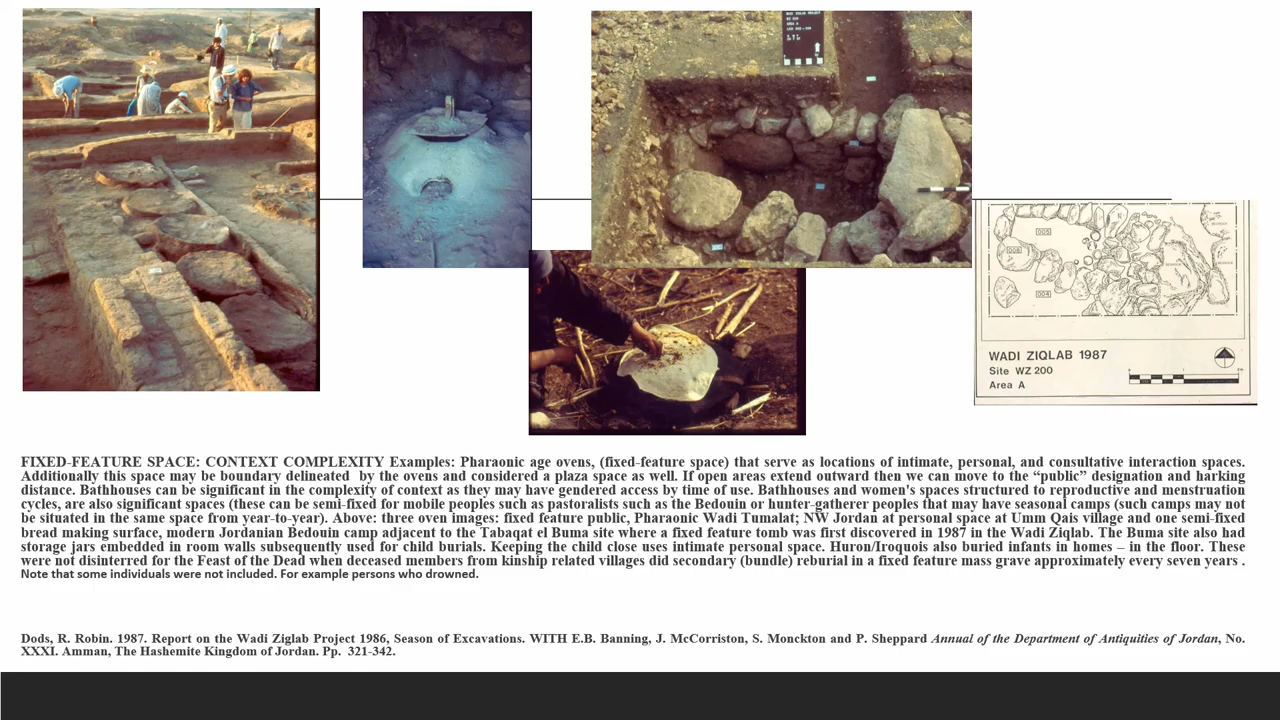 WADI ZIQLAB PROJECT
005
006
004
WADI ZIQLAB 1987
Site WZ 200
Area A
FIXED-FEATURE SPACE: CONTEXT COMPLEXITY Examples: Pharaonic age ovens, (fixed-feature space) that serve as locations of intimate, personal, and consultative interaction spaces.
Additionally this space may be boundary delineated by the ovens and considered a plaza space as well. If open areas extend outward then we can move to the “public” designation and harking
distance. Bathhouses can be significant in the complexity of context as they may have gendered access by time of use. Bathhouses and women's spaces structured to reproductive and menstruation
cycles, are also significant spaces (these can be semi-fixed for mobile peoples such as pastoralists such as the Bedouin or hunter-gatherer peoples that may have seasonal camps (such camps may not
be situated in the same space from year-to-year). Above: three oven images: fixed feature public, Pharaonic Wadi Tumalat; NW Jordan at personal space at Umm Qais village and one semi-fixed
bread making surface, modern Jordanian Bedouin camp adjacent to the Tabaqat el Buma site where a fixed feature tomb was first discovered in 1987 in the Wadi Ziqlab. The Buma site also had
storage jars embedded in room walls subsequently used for child burials. Keeping the child close uses intimate personal space. Huron/Iroquois also buried infants in homes – in the floor. These
were not disinterred for the Feast of the Dead when deceased members from kinship related villages did secondary (bundle) reburial in a fixed feature mass grave approximately every seven years .
Note that some individuals were not included. For example persons who drowned.
Dods, R. Robin. 1987. Report on the Wadi Ziglab Project 1986, Season of Excavations. WITH E.B. Banning, J. McCorriston, S. Monckton and P. Sheppard Annual of the Department of Antiquities of Jordan, No.
XXXI. Amman, The Hashemite Kingdom of Jordan. Pp. 321-342.